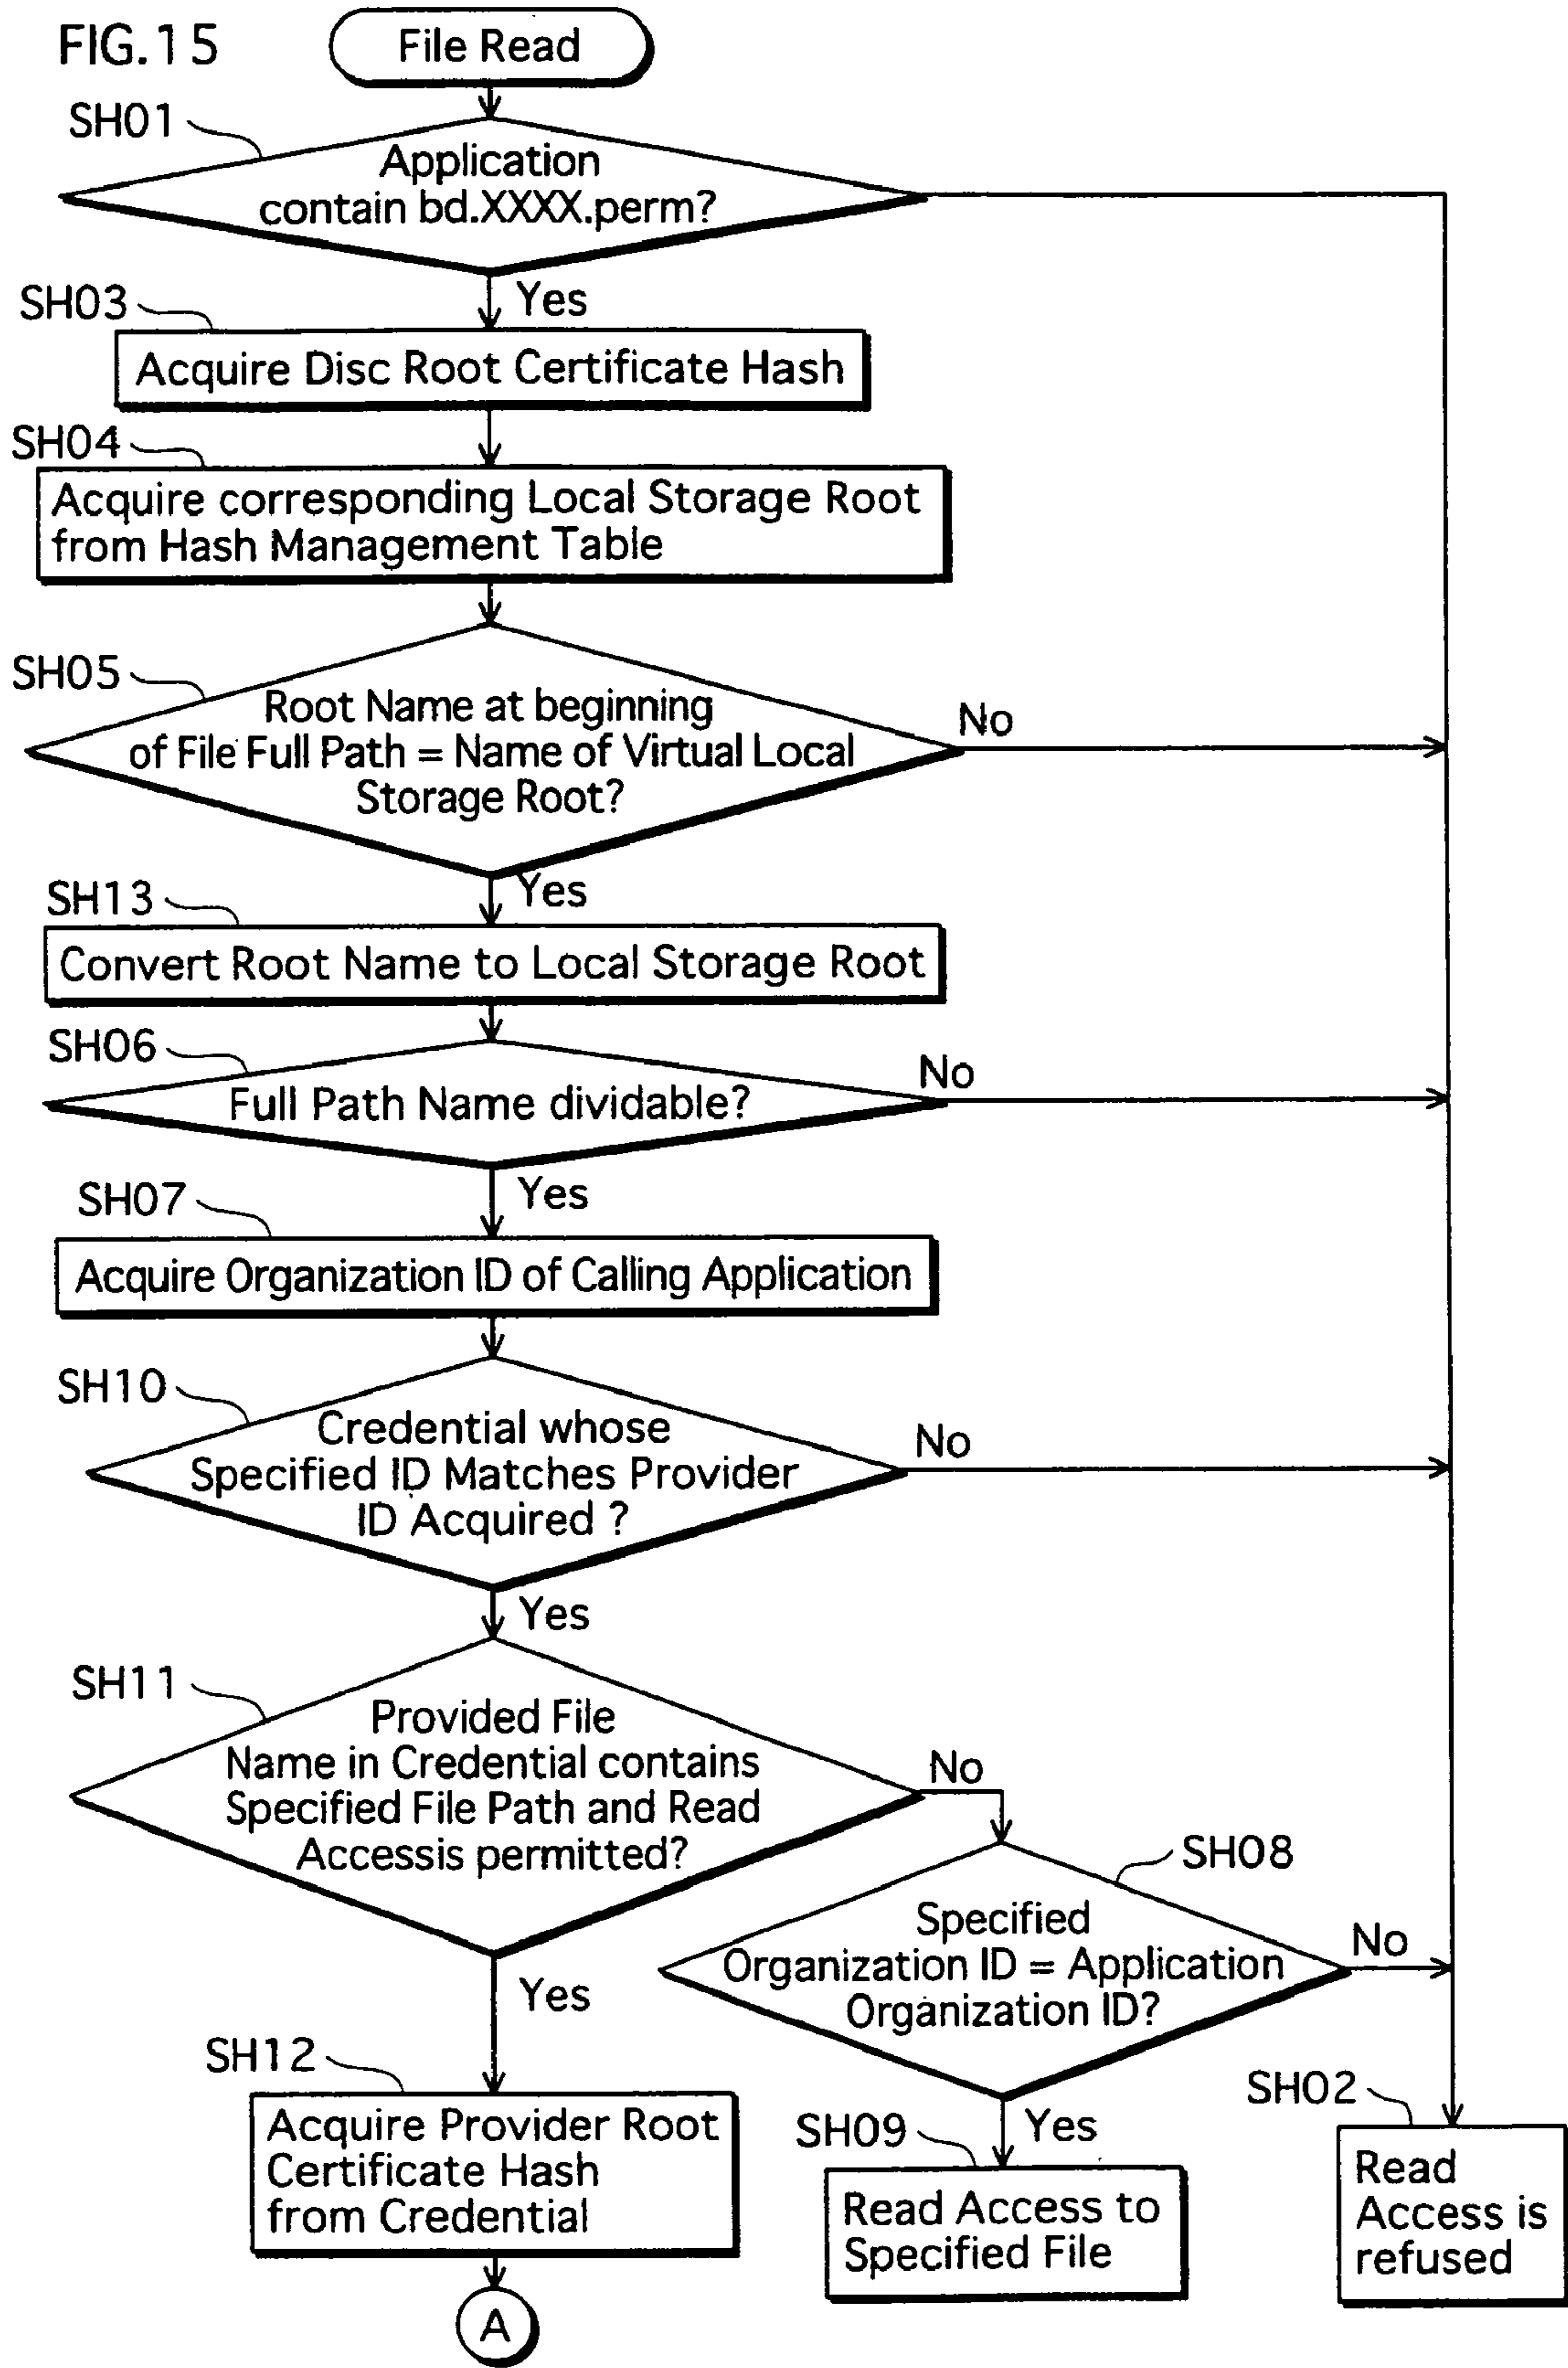 FIG.15
File Read
SH01
Application
contain bd.XXXX.perm?
Yes
SH03
Acquire Disc Root Certificate Hash
SH04
Acquire corresponding Local Storage Root
from Hash Management Table
SH05
Root Name at beginning
of File Full Path = Name of Virtual Local
Storage Root?
No
Yes
SH13
Convert Root Name to Local Storage Root
SH06
Full Path Name dividable?
No
Yes
SH07
Acquire Organization ID of Calling Application
SH10
Credential whose
Specified ID Matches Provider
ID Acquired ?
No
Yes
SH11
Provided File
Name in Credential contains
Specified File Path and Read
Accessis permitted?
No
Yes
SH08
Specified
Organization ID = Application
Organization ID?
No
Yes
SH12
Acquire Provider Root
Certificate Hash
from Credential
SH09
Read Access to
Specified File
SH02
Read
Access is
refused
A